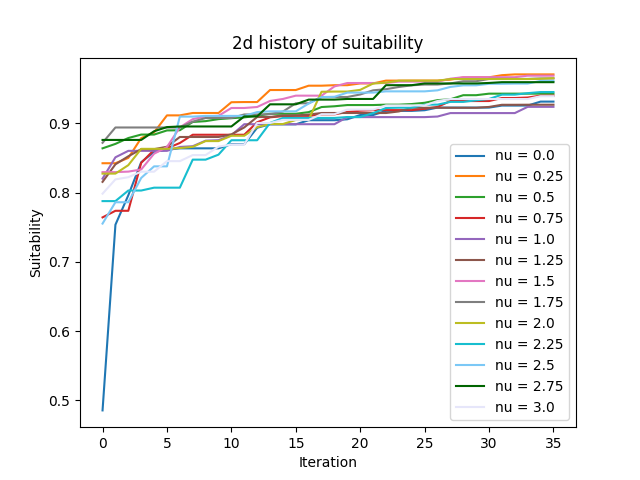 2d history of suitability
Suitability
0.9
0.8
0.7
0.6
0.5
nu = 0.0
nu = 0.25
nu = 0.5
nu = 0.75
nu = 1.0
nu = 1.25
nu = 1.5
nu = 1.75
nu = 2.0
nu = 2.25
nu = 2.5
nu = 2.75
nu = 3.0
0 5 10 15 20 25 30 35
Iteration